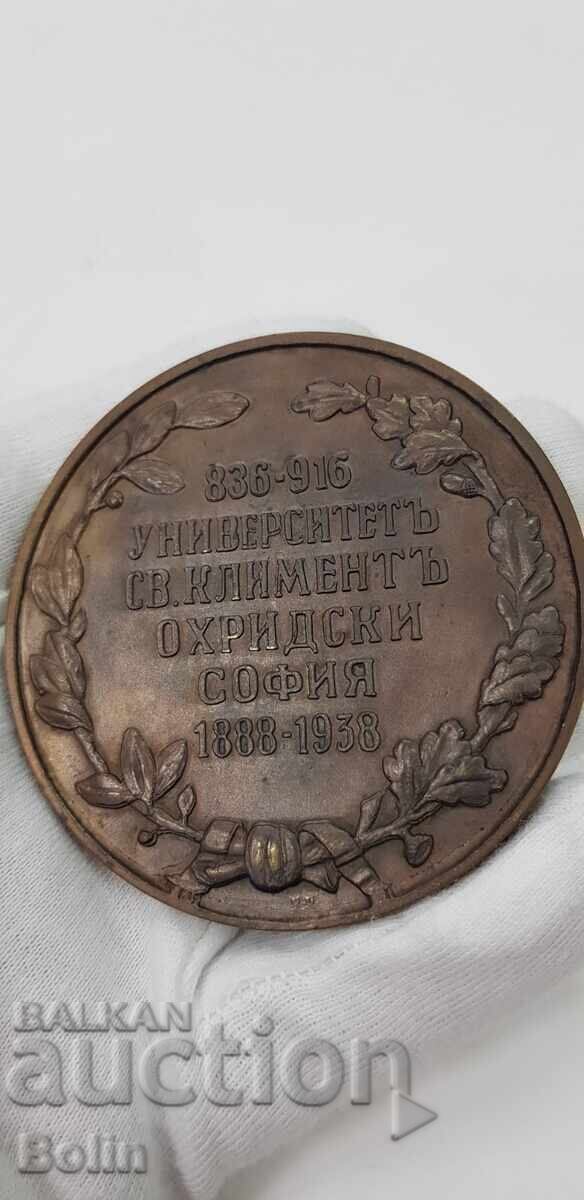 836-916
УНИВЕРСИТЕТЪ
СВ. КЛИМЕНТЪ
ОХРИДСКИ
СОФИЯ
1888-1938
BALKAN
auction
Bolin